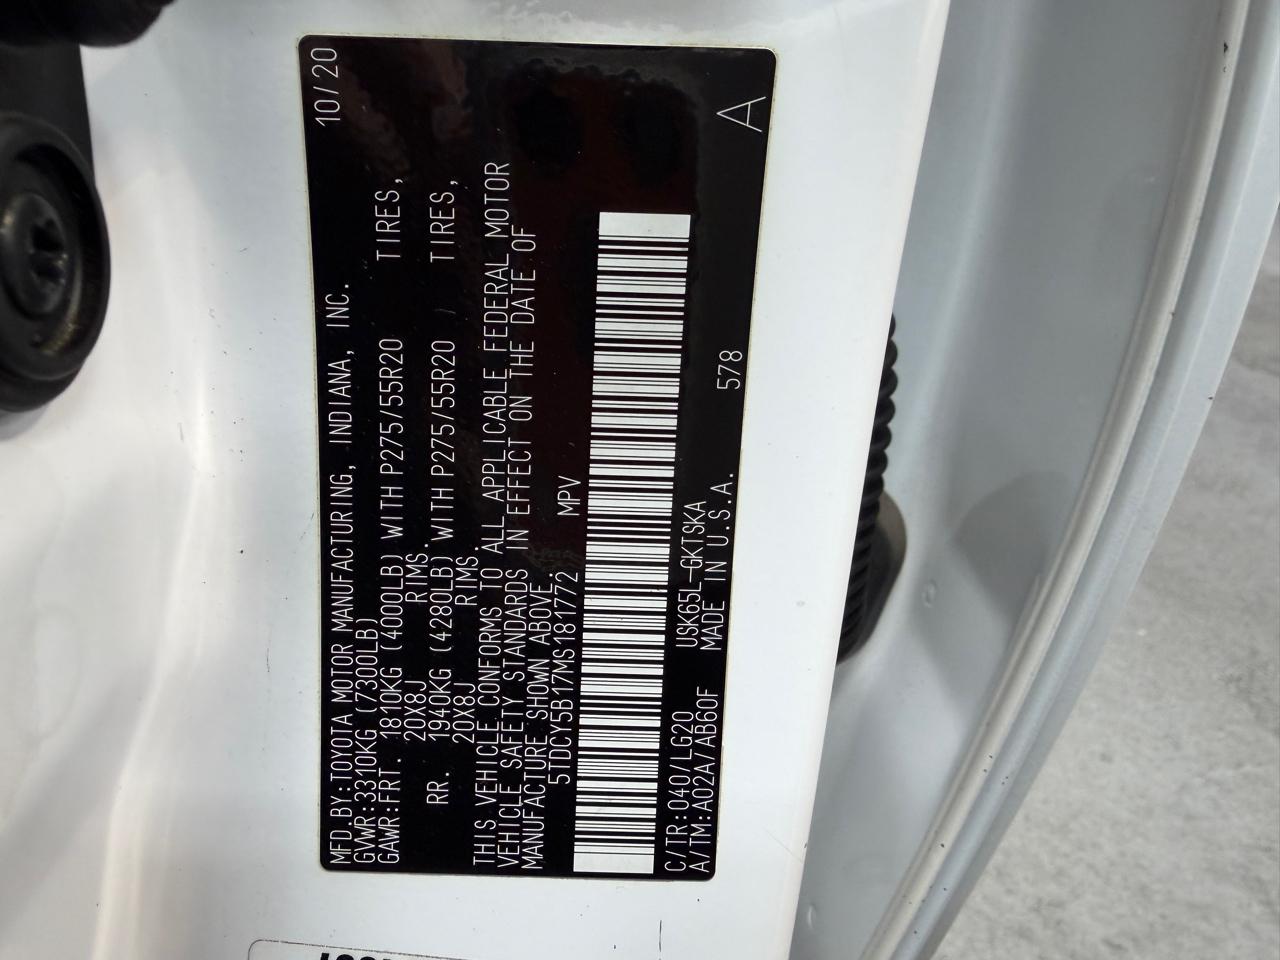 MFD.BY:TOYOTA MOTOR MANUFACTURING, INDIANA, INC. 10/20
GVWR:3310KG (7300LB)
GAWR:FRT. 1810KG (4000LB) WITH P275/55R20 TIRES,
20X8J RIMS.
RR. 1940KG (4280LB) WITH P275/55R20 TIRES,
20X8J RIMS.
THIS VEHICLE CONFORMS TO ALL APPLICABLE FEDERAL MOTOR
VEHICLE SAFETY STANDARDS IN EFFECT ON THE DATE OF
MANUFACTURE SHOWN ABOVE.
5TDCY5B17MS181772 MPV
C/TR:040/LG20 USK65L-GKTSKA
A/TM:A02A/AB60F MADE IN U.S.A. 578 A